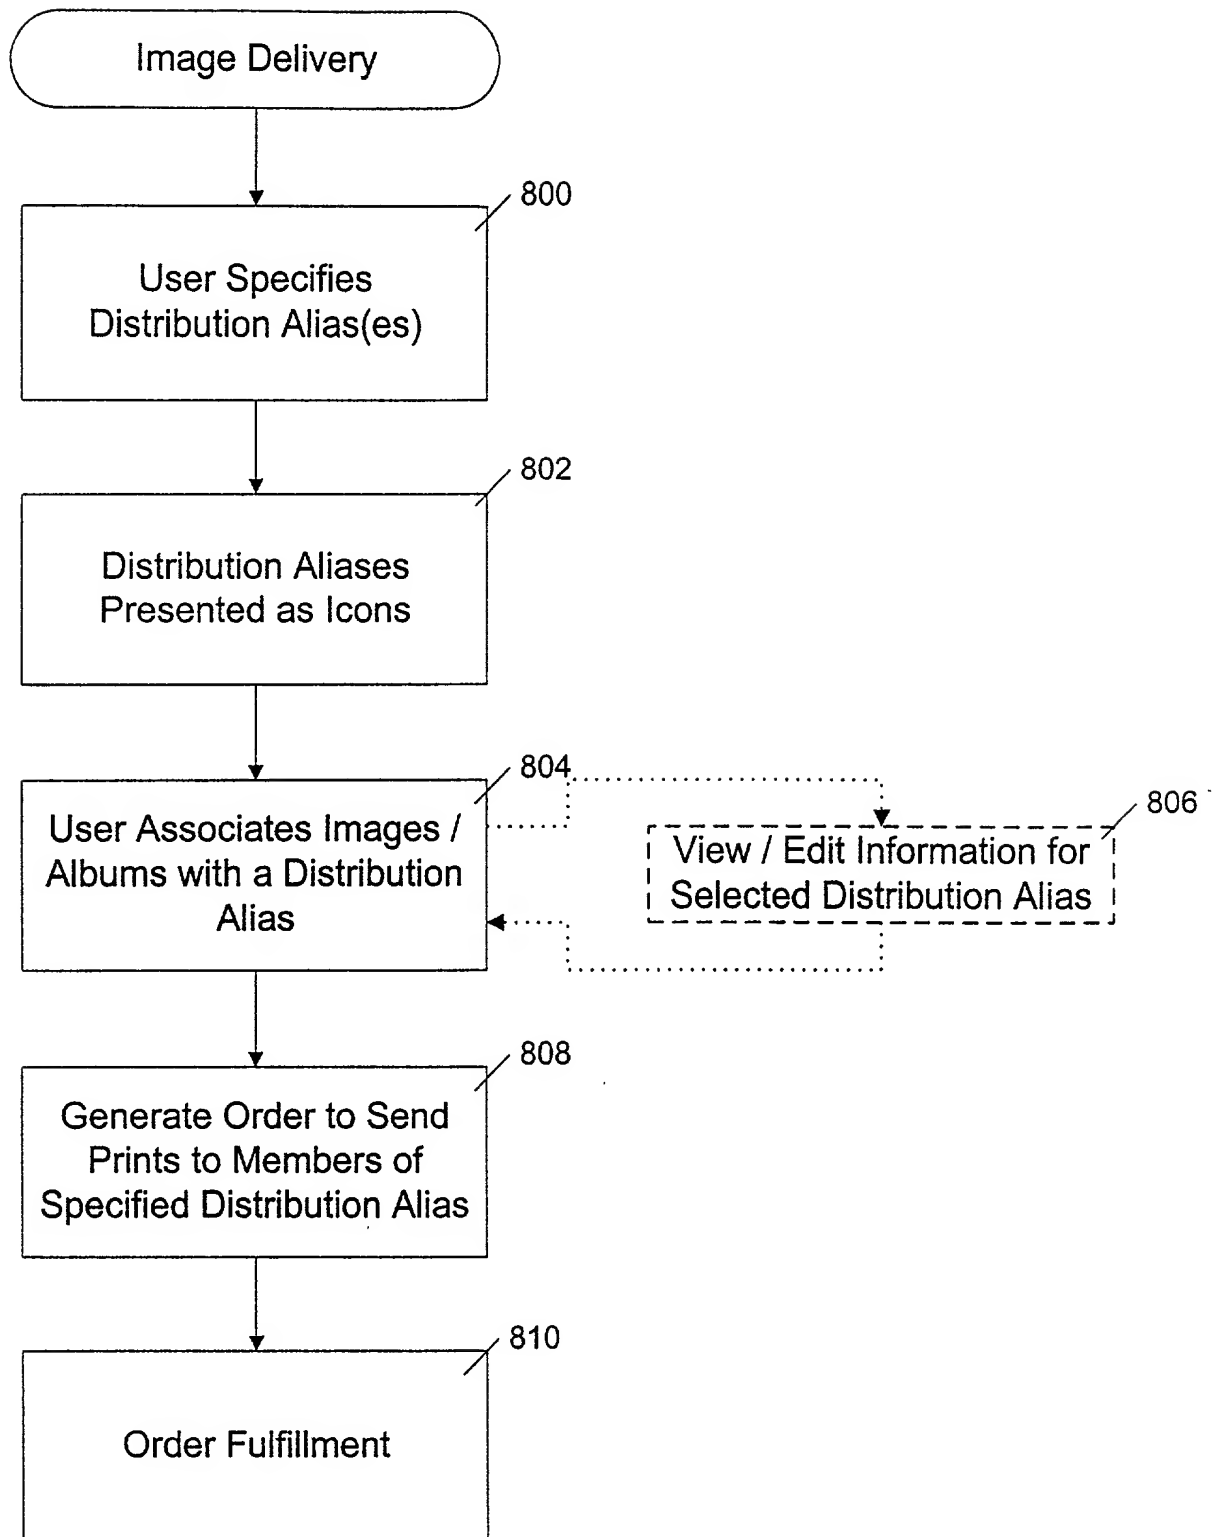 Image Delivery
800
User Specifies
Distribution Alias(es)
802
Distribution Aliases
Presented as Icons
804
User Associates Images /
Albums with a Distribution
Alias
806
View / Edit Information for
Selected Distribution Alias
808
Generate Order to Send
Prints to Members of
Specified Distribution Alias
810
Order Fulfillment